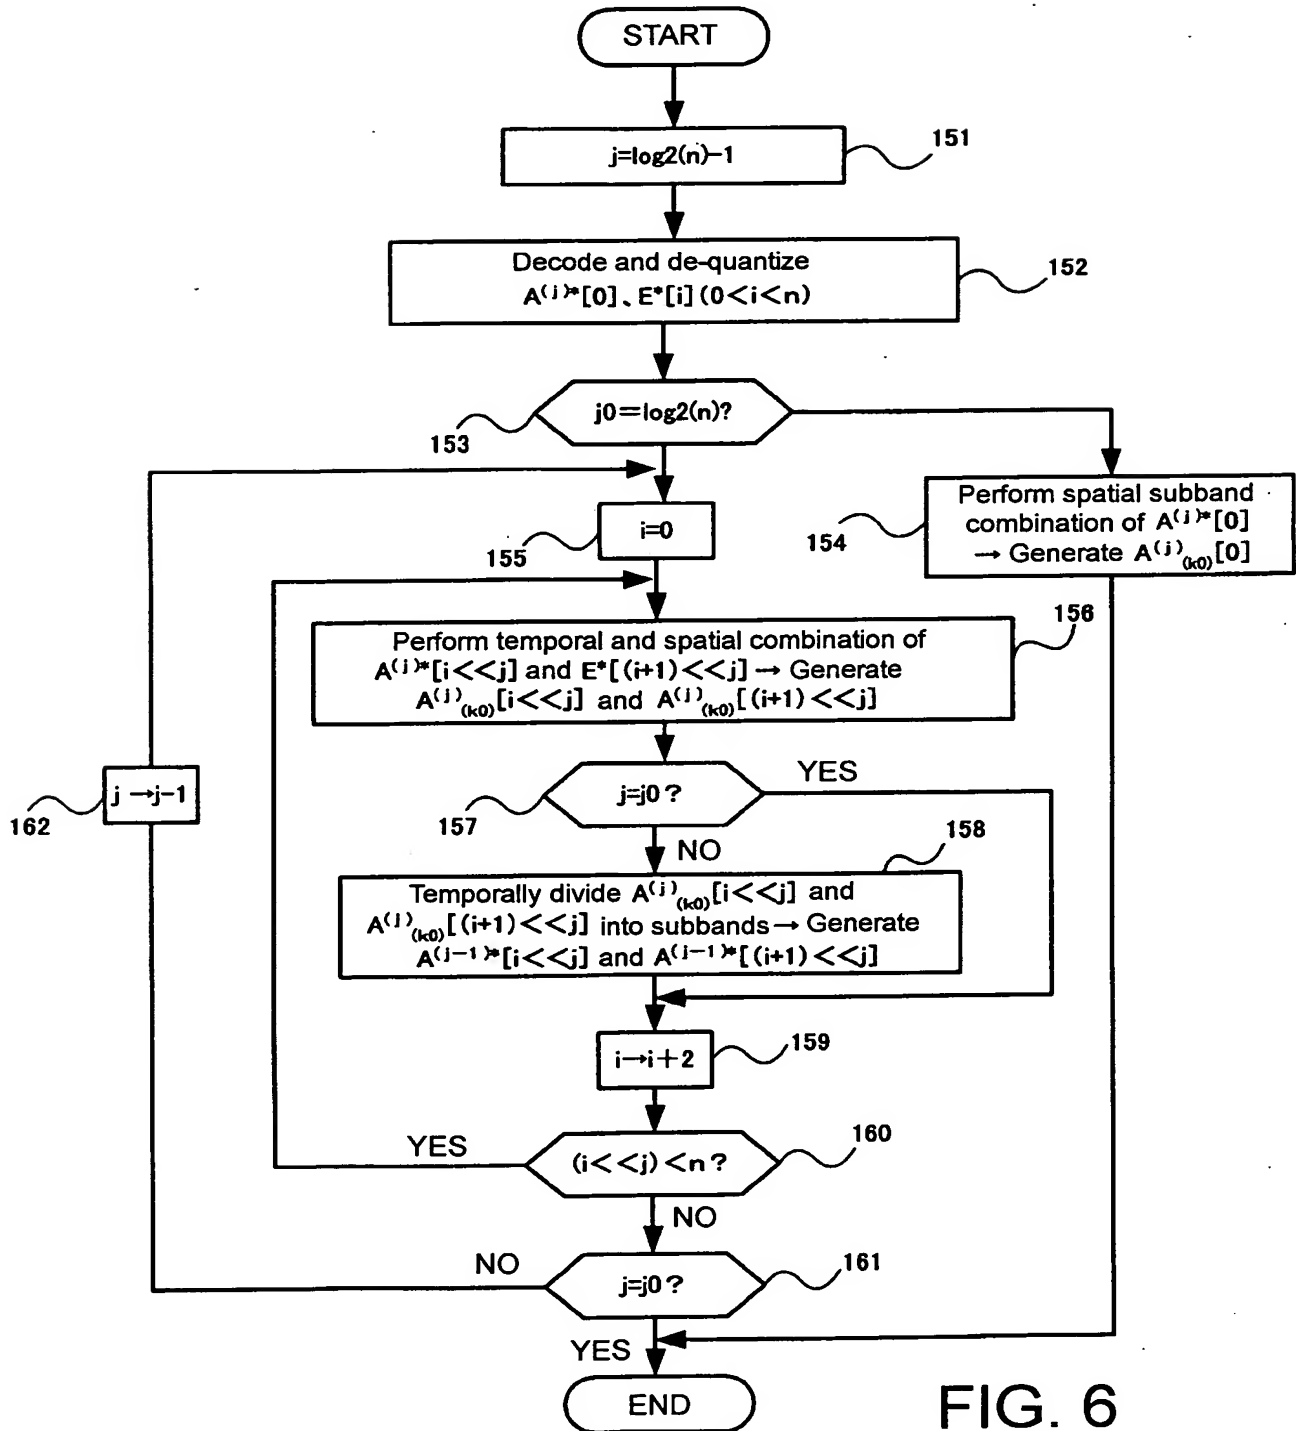 START
j=log2(n)-1
151
Decode and de-quantize
A(j)*[0]、E*[i](0<i<n)
152
j0=log2(n)?
153
Perform spatial subband
combination of A(j)*[0]
→ Generate A(j)(k0)[0]
154
i=0
155
156
Perform temporal and spatial combination of
A(j)*[i<<j] and E*[(i+1)<<j] → Generate
A(j)(k0)[i<<j] and A(j)(k0)[(i+1)<<j]
j=j0?
YES
157
NO
j→j-1
162
158
Temporally divide A(j)(k0)[i<<j] and
A(j)(k0)[(i+1)<<j] into subbands → Generate
A(j-1)*[i<<j] and A(j-1)*[(i+1)<<j]
i→i+2
159
YES
(i<<j)<n?
160
NO
NO
j=j0?
161
YES
END
FIG. 6